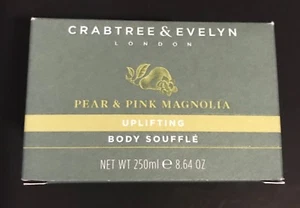 CRABTREE & EVELYN
LONDON
PEAR & PINK MAGNOLIA
UPLIFTING
BODY SOUFFLÉ
NET WT 250ml ℮ 8.64 OZ